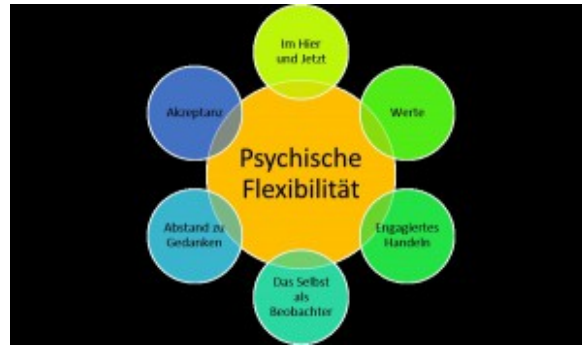 Im Hier
und Jetzt
Akzeptanz
Werte
Psychische
Flexibilität
Abstand zu
Gedanken
Engagiertes
Handeln
Das Selbst
als
Beobachter